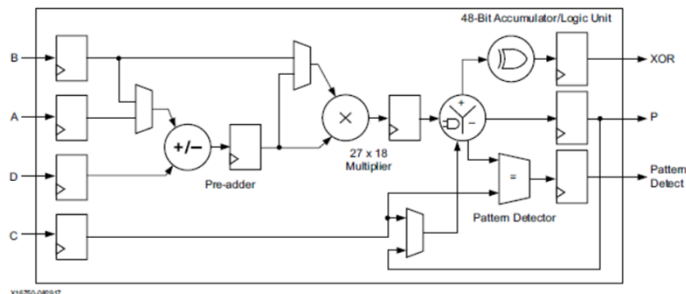 48-Bit Accumulator/Logic Unit
B
XOR
A
P
+/−
×
+
−
D
27 x 18
Multiplier
Pre-adder
=
Pattern
Detect
C
Pattern Detector